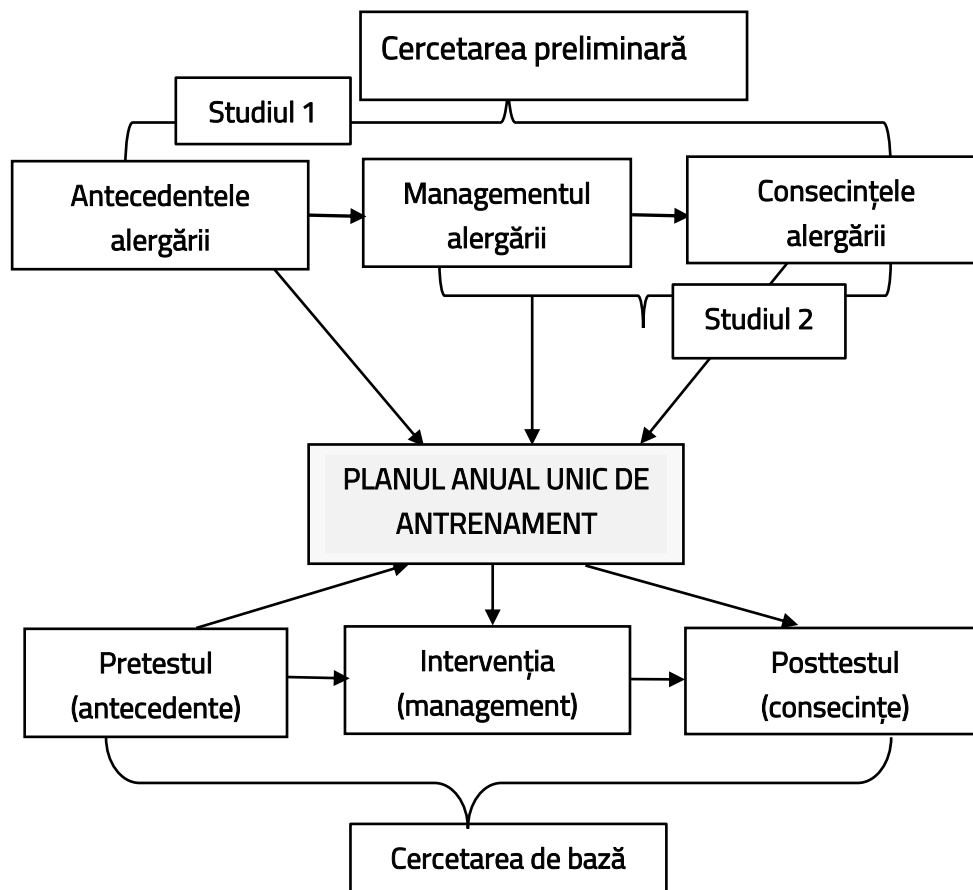 Cercetarea preliminară
Studiul 1
Antecedentele
alergării
Managementul
alergării
Consecințele
alergării
Studiul 2
PLANUL ANUAL UNIC DE
ANTRENAMENT
Pretestul
(antecedente)
Intervenția
(management)
Posttestul
(consecințe)
Cercetarea de bază